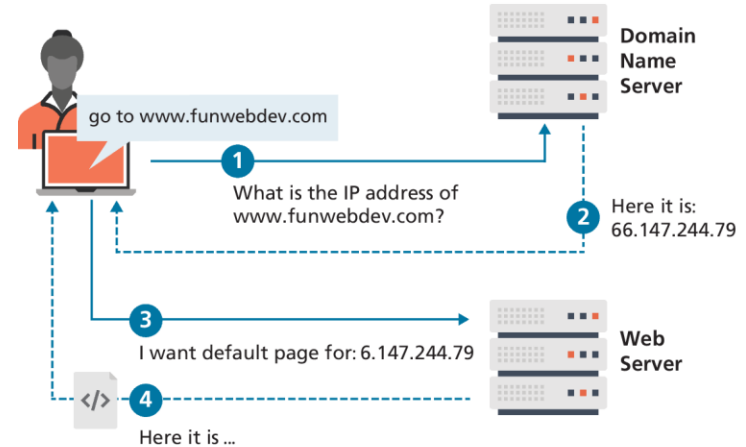 Domain
Name
Server
go to www.funwebdev.com
1
What is the IP address of
www.funwebdev.com?
2
Here it is:
66.147.244.79
3
I want default page for: 6.147.244.79
Web
Server
</>
4
Here it is ...